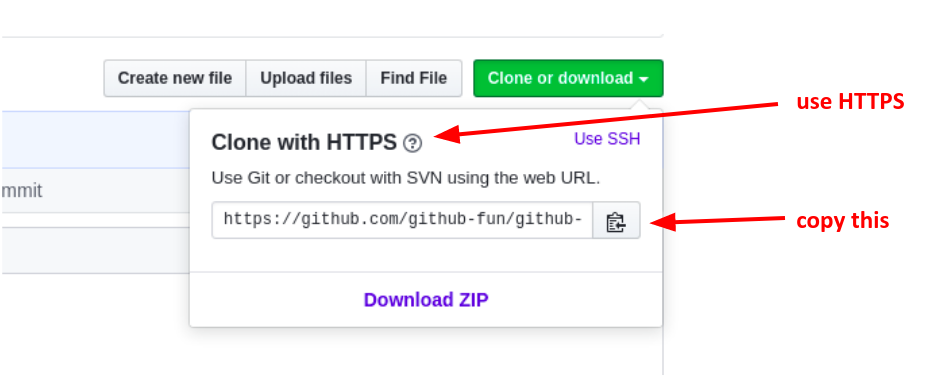 Create new file Upload files Find File Clone or download
use HTTPS
Clone with HTTPS Use SSH
Use Git or checkout with SVN using the web URL.
mmit
https://github.com/github-fun/github-
copy this
Download ZIP